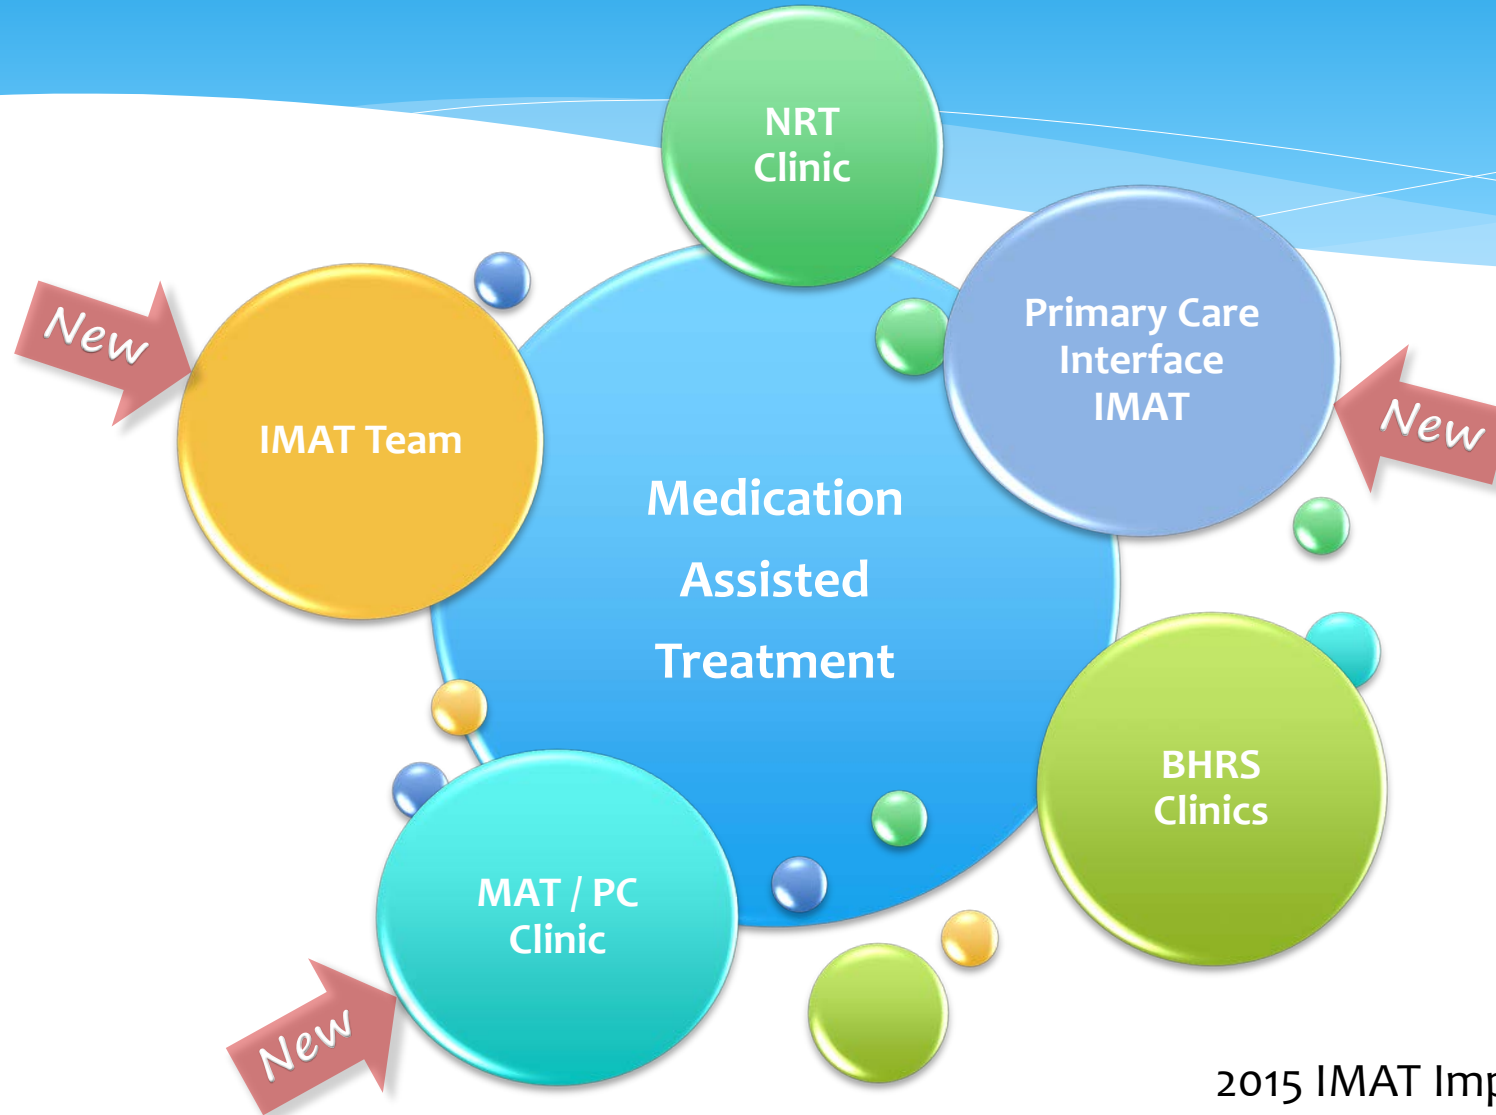 NRT
Clinic
Primary Care
Interface
IMAT
New
New
IMAT Team
Medication
Assisted
Treatment
BHRS
Clinics
MAT / PC
Clinic
New
2015 IMAT